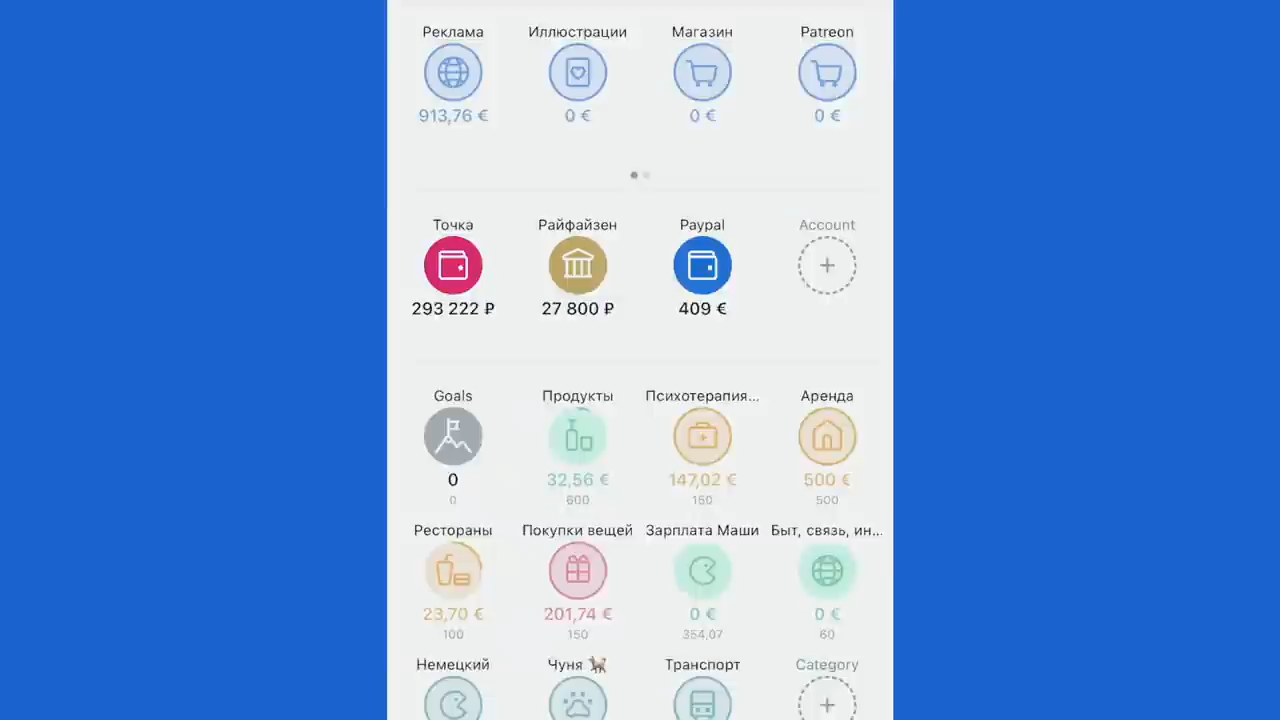 Реклама Иллюстрации Магазин Patreon
913,76 € 0 € 0 € 0 €
Точка Райфайзен Paypal Account
293 222 ₽ 27 800 ₽ 409 €
Goals Продукты Психотерапия... Аренда
0 32,56 € 147,02 € 500 €
0 600 150 500
Рестораны Покупки вещей Зарплата Маши Быт, связь, ин...
23,70 € 201,74 € 0 € 0 €
100 150 354,07 60
Немецкий Чуня 🐕 Транспорт Category